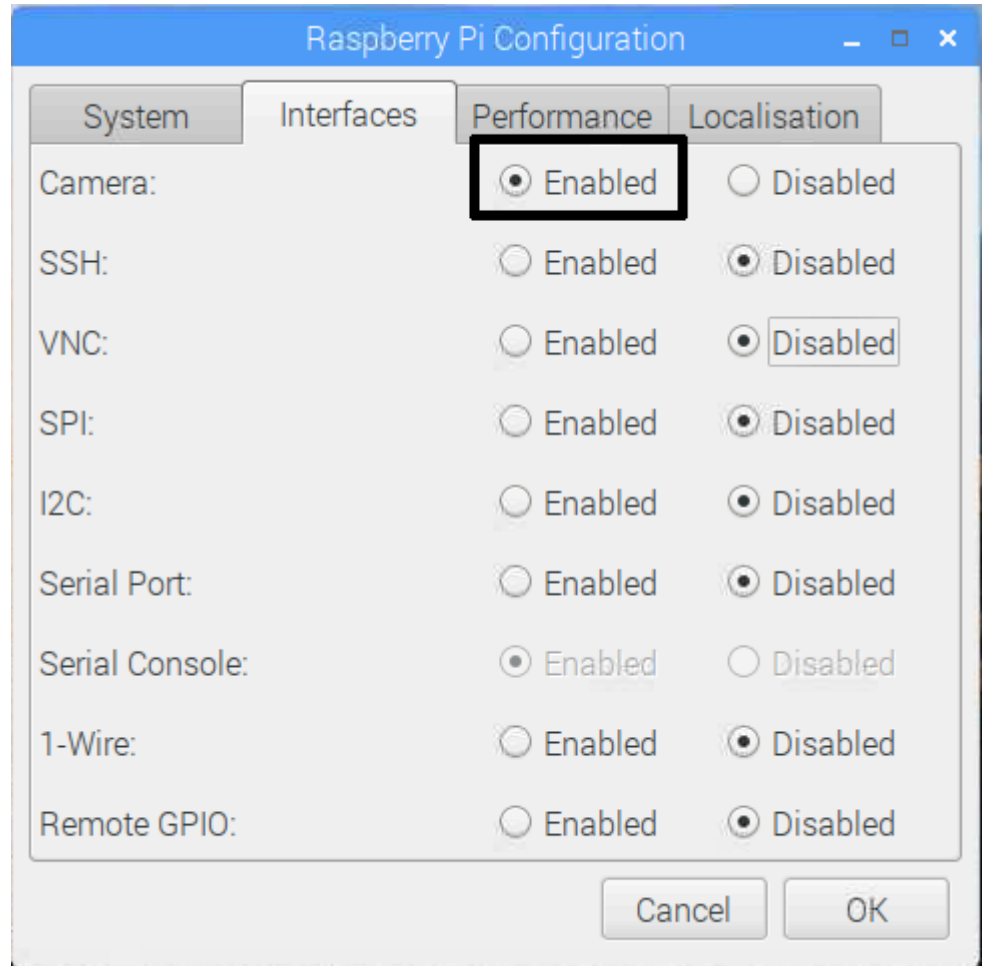 Raspberry Pi Configuration
System Interfaces Performance Localisation
Camera: Enabled Disabled
SSH: Enabled Disabled
VNC: Enabled Disabled
SPI: Enabled Disabled
I2C: Enabled Disabled
Serial Port: Enabled Disabled
Serial Console: Enabled Disabled
1-Wire: Enabled Disabled
Remote GPIO: Enabled Disabled
Cancel OK